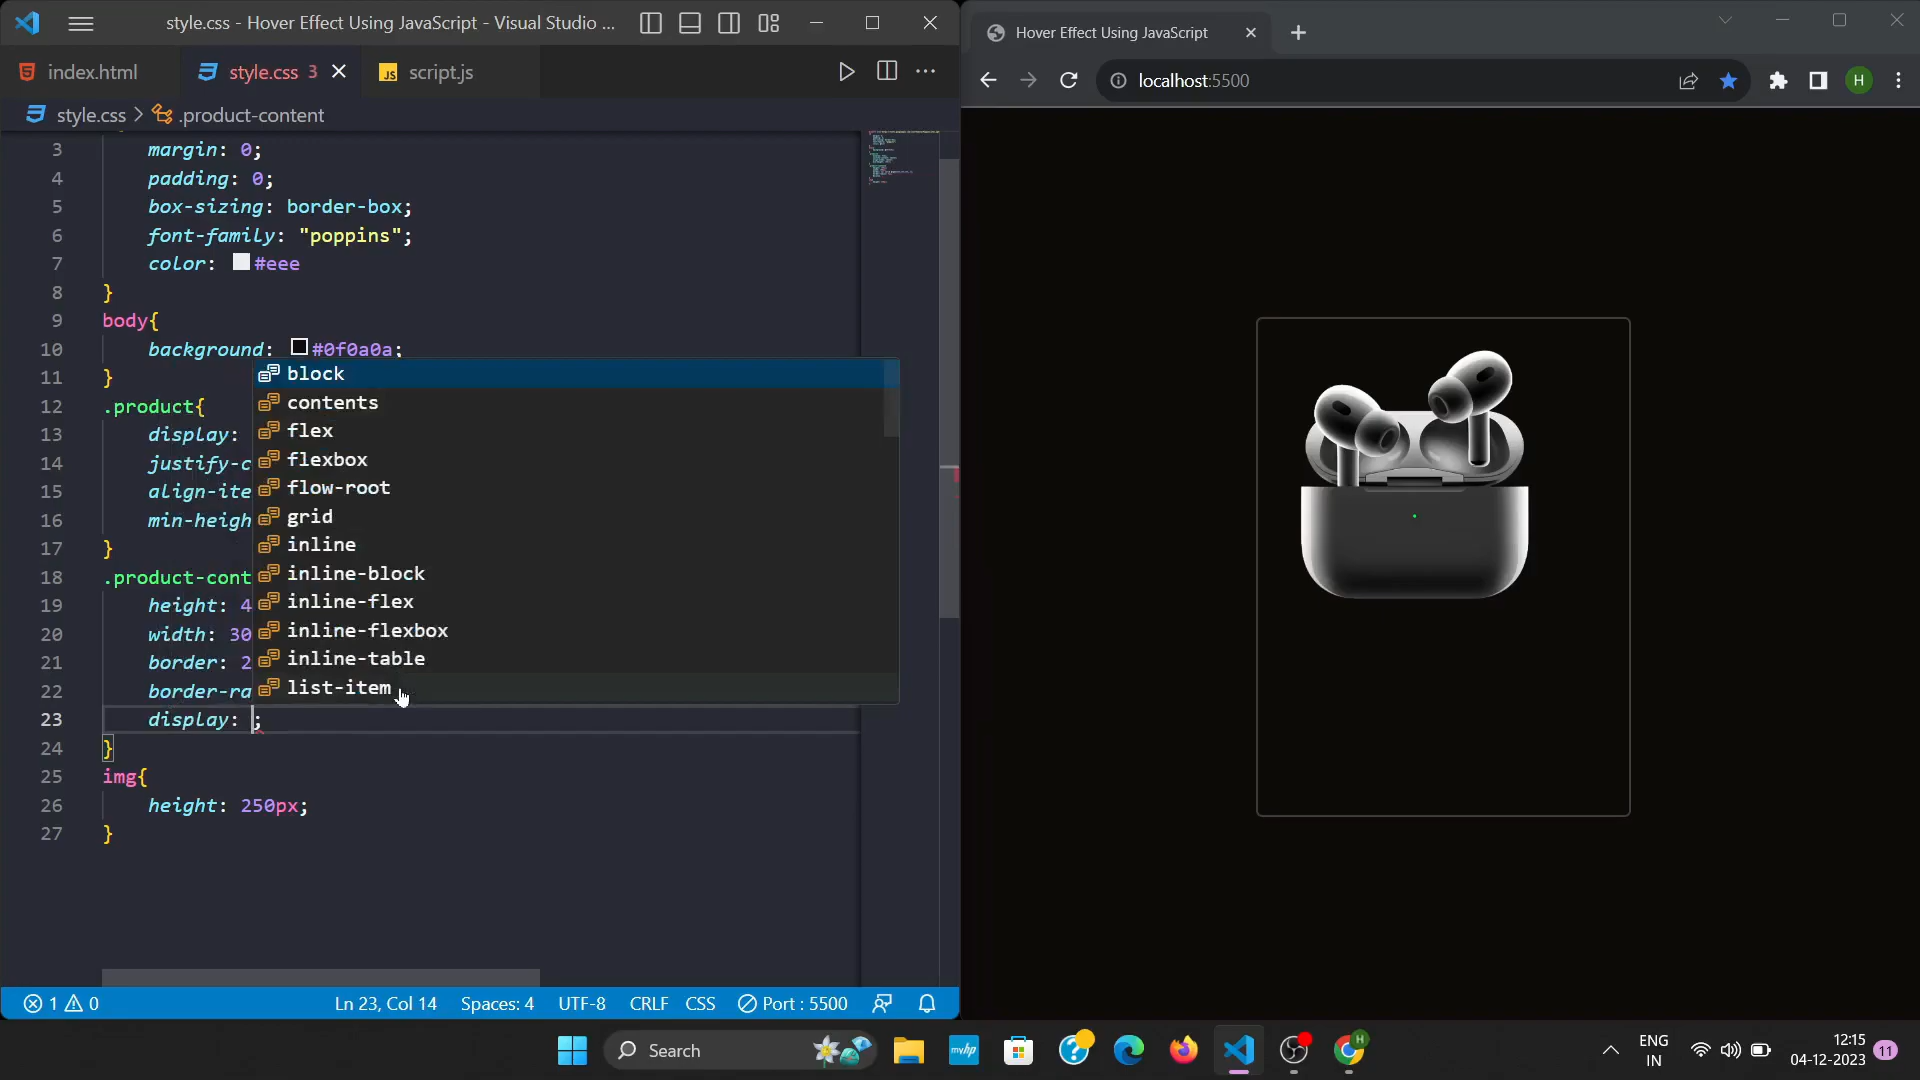 style.css - Hover Effect Using JavaScript - Visual Studio ...
index.html
style.css 3
JS script.js
style.css > .product-content
3 margin: 0;
4 padding: 0;
5 box-sizing: border-box;
6 font-family: "poppins";
7 color: #eee
8 }
9 body{
10 background: #0f0a0a;
11 }
12 .product{
13 display:
14 justify-c
15 align-ite
16 min-heigh
17 }
18 .product-cont
19 height: 4
20 width: 30
21 border: 2
22 border-ra
23 display: ;
24 }
25 img{
26 height: 250px;
27 }
block
contents
flex
flexbox
flow-root
grid
inline
inline-block
inline-flex
inline-flexbox
inline-table
list-item
1 0 Ln 23, Col 14 Spaces: 4 UTF-8 CRLF CSS Port : 5500
Hover Effect Using JavaScript
localhost:5500
H
Search
myhp
H
ENG
IN
12:15
04-12-2023
11